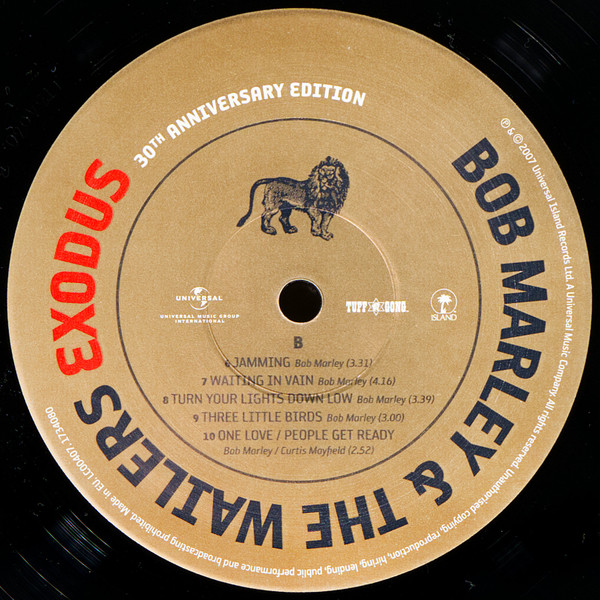 EXODUS
30TH ANNIVERSARY EDITION
BOB MARLEY & THE WAILERS
℗ & © 2007 Universal Island Records Ltd. A Universal Music Company. All rights reserved. Unauthorised copying, reproduction, hiring, lending, public performance and broadcasting prohibited. Made in EU. LC00407. 1734080
UNIVERSAL
UNIVERSAL MUSIC GROUP
INTERNATIONAL
TUFF GONG
ISLAND
B
6 JAMMING Bob Marley (3.31)
7 WAITING IN VAIN Bob Marley (4.16)
8 TURN YOUR LIGHTS DOWN LOW Bob Marley (3.39)
9 THREE LITTLE BIRDS Bob Marley (3.00)
10 ONE LOVE / PEOPLE GET READY
Bob Marley / Curtis Mayfield (2.52)